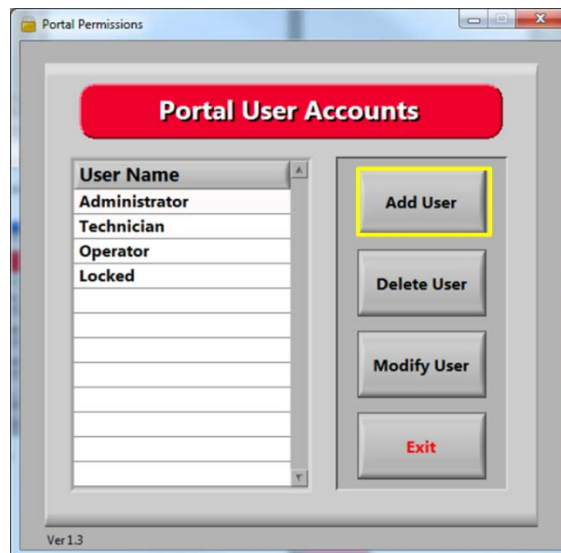 Portal Permissions
Portal User Accounts
User Name
Administrator
Technician
Operator
Locked
Add User
Delete User
Modify User
Exit
Ver 1.3